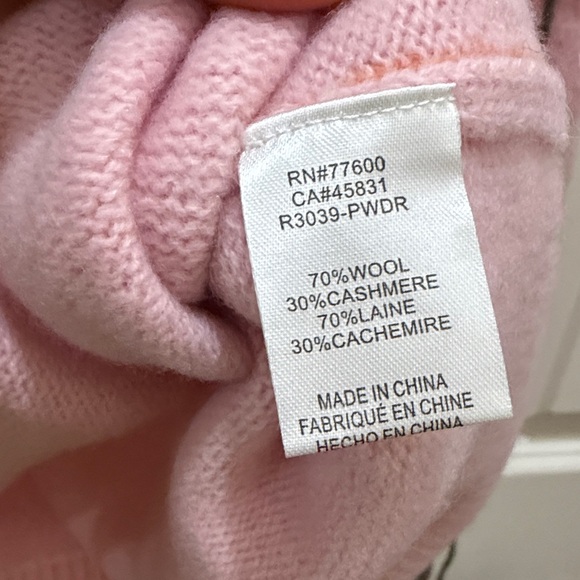 RN#77600
CA#45831
R3039-PWDR
70%WOOL
30%CASHMERE
70%LAINE
30%CACHEMIRE
MADE IN CHINA
FABRIQUÉ EN CHINE
HECHO EN CHINA